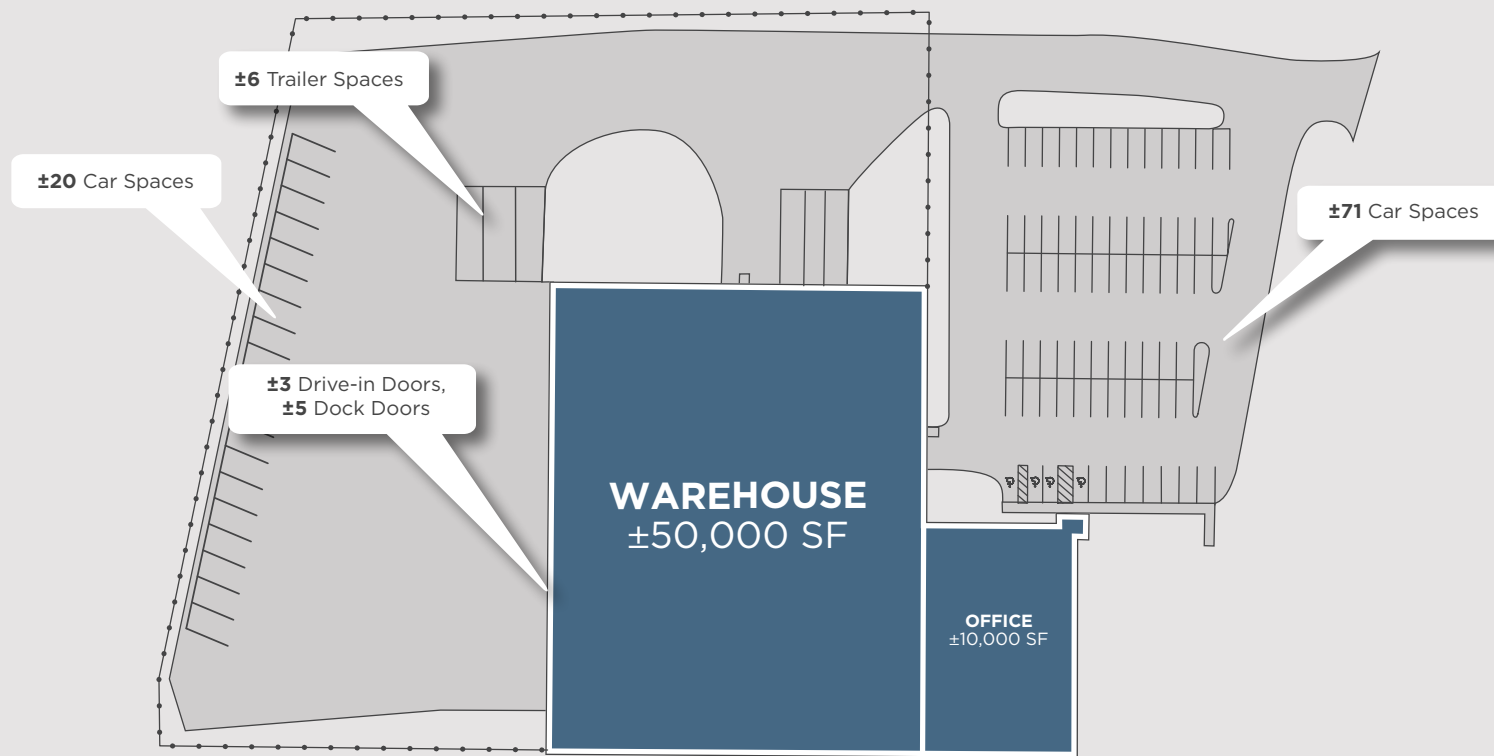 ±6 Trailer Spaces
±20 Car Spaces
±71 Car Spaces
±3 Drive-in Doors,
±5 Dock Doors
WAREHOUSE
±50,000 SF
OFFICE
±10,000 SF